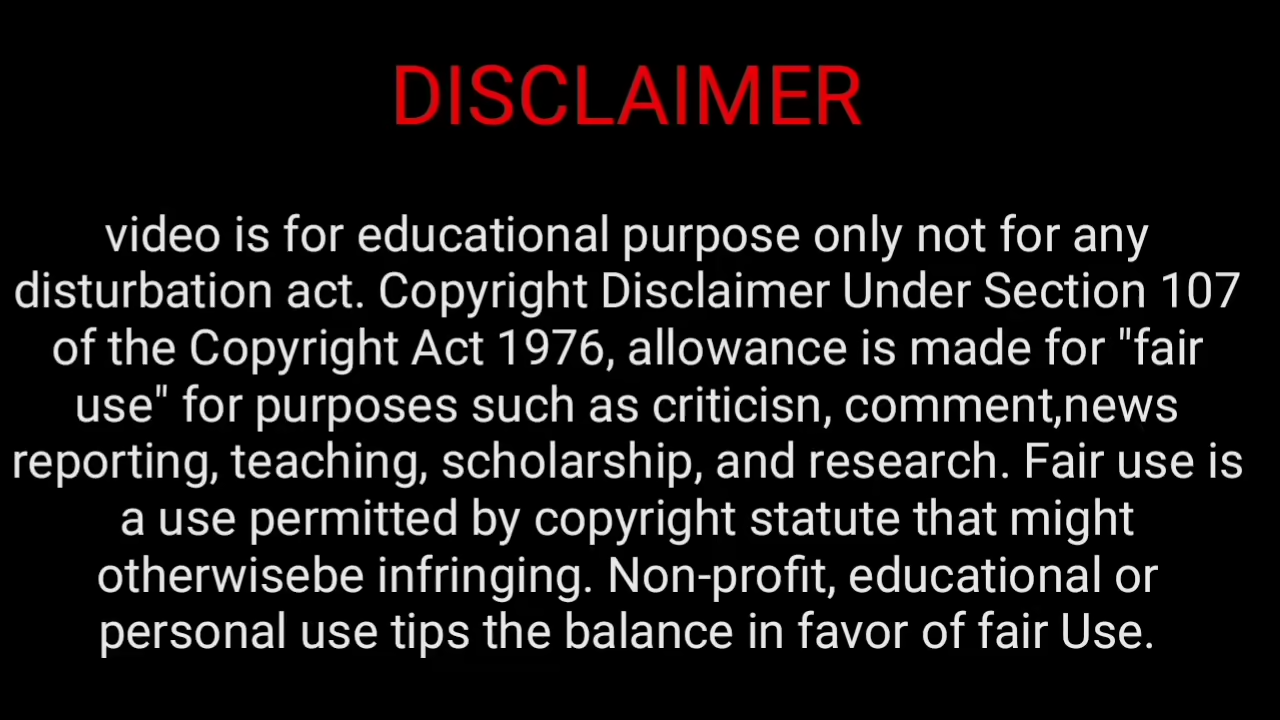 DISCLAIMER
video is for educational purpose only not for any
disturbation act. Copyright Disclaimer Under Section 107
of the Copyright Act 1976, allowance is made for "fair
use" for purposes such as criticisn, comment,news
reporting, teaching, scholarship, and research. Fair use is
a use permitted by copyright statute that might
otherwisebe infringing. Non-profit, educational or
personal use tips the balance in favor of fair Use.